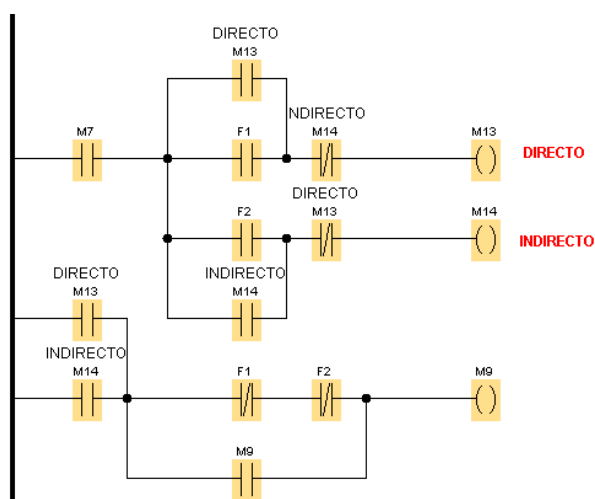 DIRECTO
M13
NDIRECTO
M7
F1
M14
M13
DIRECTO
DIRECTO
F2
M13
M14
INDIRECTO
DIRECTO
INDIRECTO
M13
M14
INDIRECTO
M14
F1
F2
M9
M9